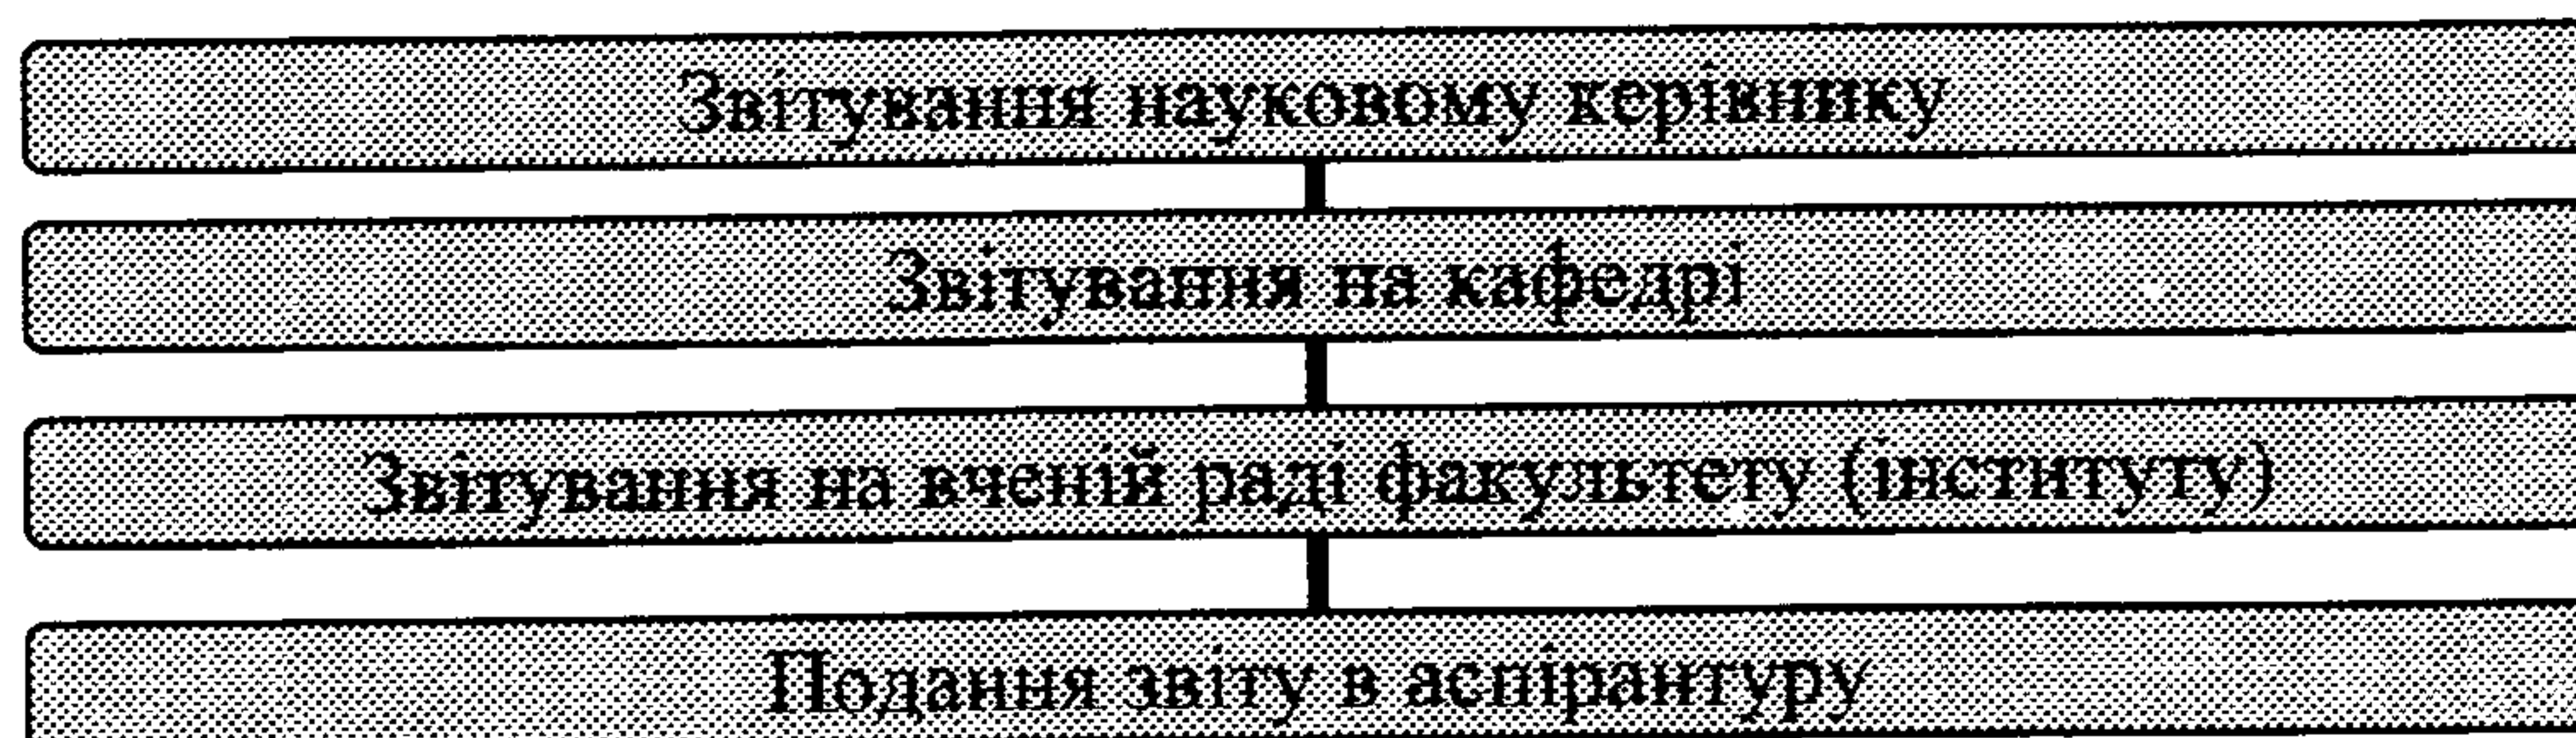 Звітування науковому керівнику
Звітування на кафедрі
Звітування на вченій раді факультету (інституту)
Подання звіту в аспірантуру